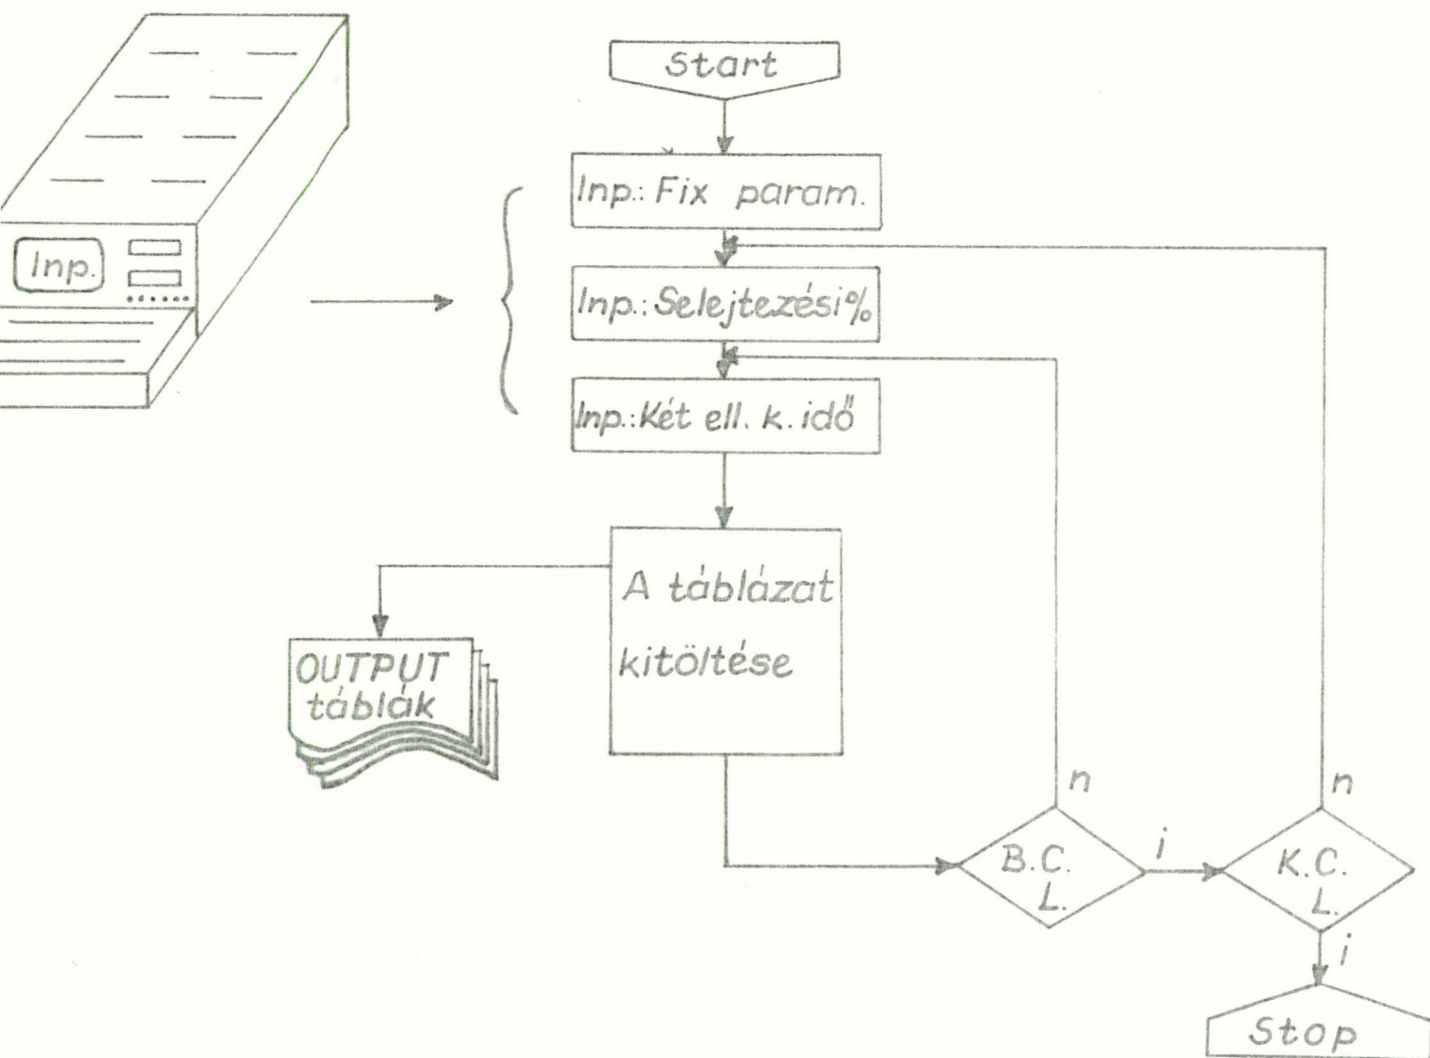 Start
Inp.: Fix param.
Inp.
Inp.: Selejtezési%
Inp.: Két ell. k. idő
A táblázat
kitöltése
OUTPUT
táblák
n
n
B.C.
L.
i
K.C.
L.
i
Stop